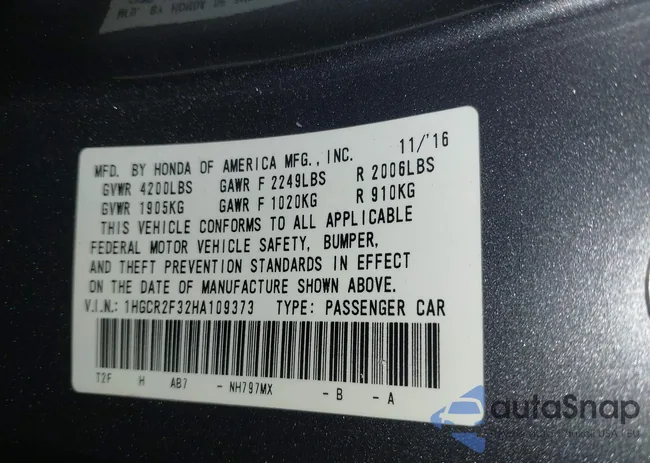 MFD. BY HONDA OF AMERICA MFG., INC. 11/'16
GVWR 4200LBS GAWR F 2249LBS R 2006LBS
GVWR 1905KG GAWR F 1020KG R 910KG
THIS VEHICLE CONFORMS TO ALL APPLICABLE
FEDERAL MOTOR VEHICLE SAFETY, BUMPER,
AND THEFT PREVENTION STANDARDS IN EFFECT
ON THE DATE OF MANUFACTURE SHOWN ABOVE.
V.I.N.: 1HGCR2F32HA109373 TYPE: PASSENGER CAR
T2F H AB7 - NH797MX - B - A
autoSnap